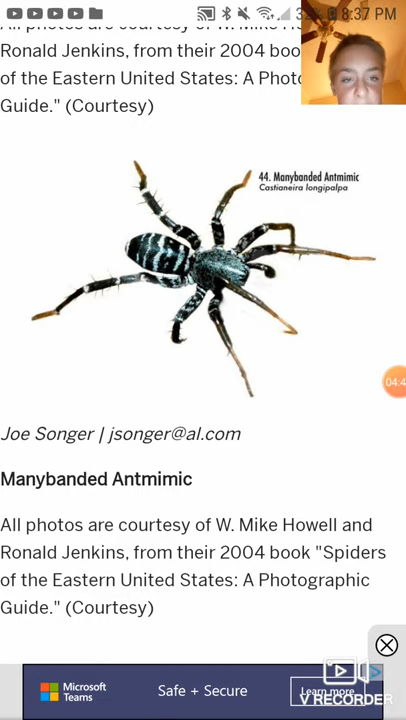 8:37 PM
All photos are courtesy of W. Mike
Ronald Jenkins, from their 2004
of the Eastern United States: A
Guide." (Courtesy)
44. Manybanded Antmimic
Castianeira longipalpa
04:4
Joe Songer | jsonger@al.com
Manybanded Antmimic
All photos are courtesy of W. Mike Howell and
Ronald Jenkins, from their 2004 book "Spiders
of the Eastern United States: A Photographic
Guide." (Courtesy)
Microsoft
Teams
Safe + Secure
Learn more
V RECORDER